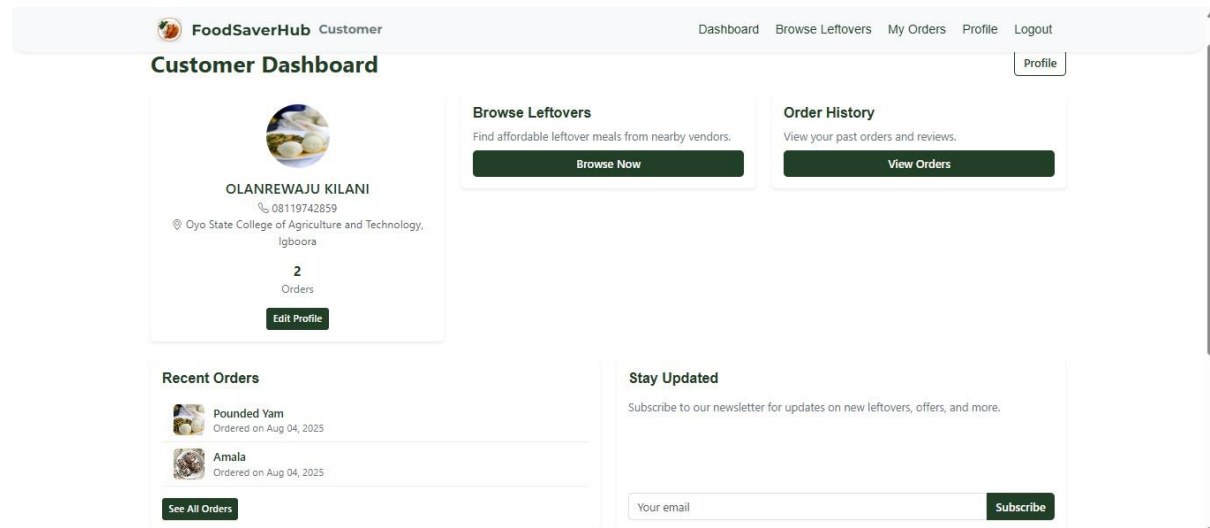 FoodSaverHub Customer
Dashboard Browse Leftovers My Orders Profile Logout
Customer Dashboard
Profile
OLANREWAJU KILANI
08119742859
Oyo State College of Agriculture and Technology,
Igboora
2
Orders
Edit Profile
Browse Leftovers
Find affordable leftover meals from nearby vendors.
Browse Now
Order History
View your past orders and reviews.
View Orders
Recent Orders
Pounded Yam
Ordered on Aug 04, 2025
Amala
Ordered on Aug 04, 2025
See All Orders
Stay Updated
Subscribe to our newsletter for updates on new leftovers, offers, and more.
Your email
Subscribe